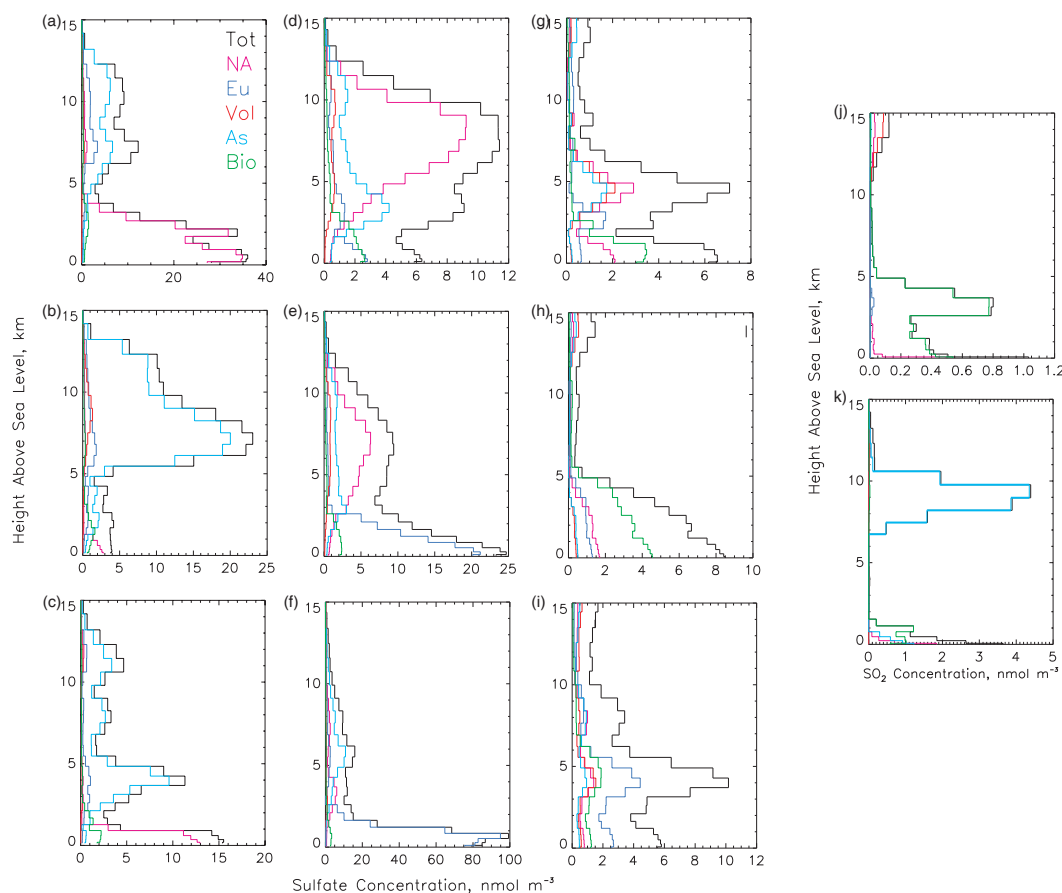 (a)
Tot
NA
Eu
Vol
As
Bio
15
10
5
0
0 20 30 40
(d)
15
10
5
0
0 2 4 6 8 10 12
(g)
15
10
5
0
0 2 4 6 8
(j)
15
10
5
0
0.0 0.2 0.4 0.6 0.8 1.0 1.2
(b)
15
10
5
0
0 5 10 15 20 25
(e)
15
10
5
0
0 5 10 15 20 25
(h)
15
10
5
0
0 2 4 6 8 10
k)
15
10
5
0
0 1 2 3 4 5
SO2 Concentration, nmol m⁻³
(c)
15
10
5
0
0 5 10 15 20
(f)
15
10
5
0
0 20 40 60 80 100
(i)
15
10
5
0
0 2 4 6 8 10 12
Height Above Sea Level, km
Height Above Sea Level, km
Sulfate Concentration, nmol m⁻³